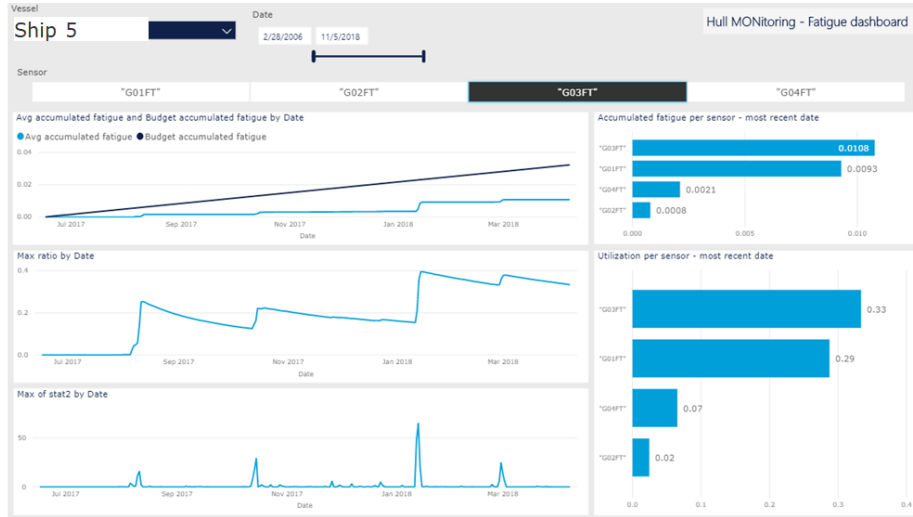 Vessel
Ship 5
Date
2/28/2006 11/5/2018
Hull MONitoring - Fatigue dashboard
Sensor
"G01FT" "G02FT" "G03FT" "G04FT"
Avg accumulated fatigue and Budget accumulated fatigue by Date
Avg accumulated fatigue Budget accumulated fatigue
0.04
0.02
0.00
Jul 2017 Sep 2017 Nov 2017 Jan 2018 Mar 2018
Date
Accumulated fatigue per sensor - most recent date
"G03FT" 0.0108
"G01FT" 0.0093
"G04FT" 0.0021
"G02FT" 0.0008
0.000 0.005 0.010
Max ratio by Date
0.4
0.2
0.0
Jul 2017 Sep 2017 Nov 2017 Jan 2018 Mar 2018
Date
Utilization per sensor - most recent date
"G03FT" 0.33
"G01FT" 0.29
"G04FT" 0.07
"G02FT" 0.02
0.0 0.1 0.2 0.3 0.4
Max of stat2 by Date
50
0
Jul 2017 Sep 2017 Nov 2017 Jan 2018 Mar 2018
Date